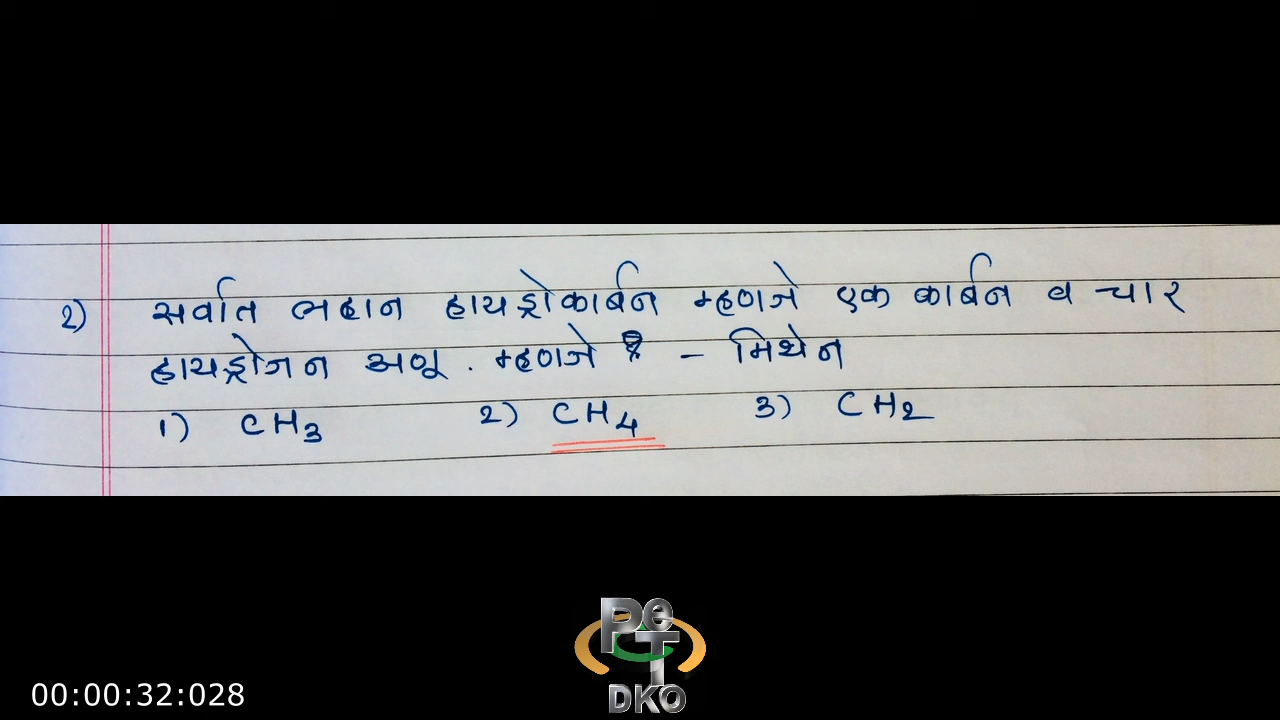 2) सर्वात लहान हायड्रोकार्बन म्हणजे एक कार्बन व चार
हायड्रोजन अणू. म्हणजे - मिथेन
1) CH3 2) CH4 3) CH2
PeT
DKO
00:00:32:028